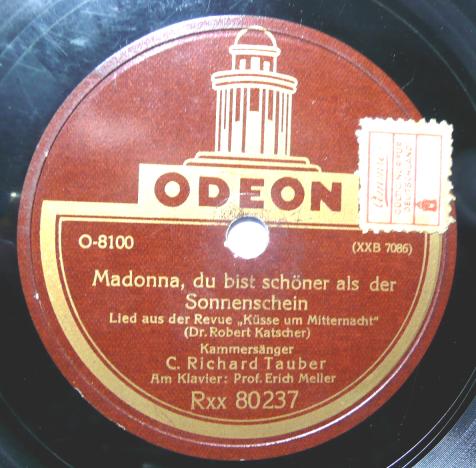 ODEON
O-8100
(XXB 7086)
Madonna, du bist schöner als der
Sonnenschein
Lied aus der Revue „Küsse um Mitternacht“
(Dr. Robert Katscher)
Kammersänger
C. Richard Tauber
Am Klavier: Prof. Erich Meller
Rxx 80237